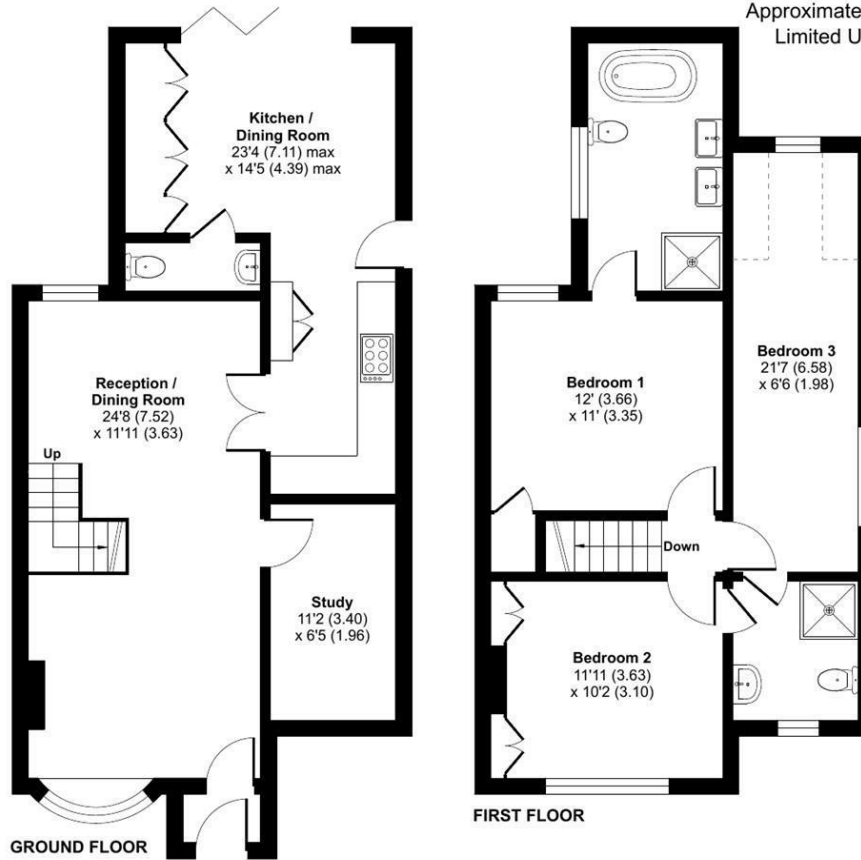 Approximate
Limited U
Kitchen /
Dining Room
23'4 (7.11) max
x 14'5 (4.39) max
Reception /
Dining Room
24'8 (7.52)
x 11'11 (3.63)
Up
Study
11'2 (3.40)
x 6'5 (1.96)
GROUND FLOOR
Bedroom 1
12' (3.66)
x 11' (3.35)
Bedroom 3
21'7 (6.58)
x 6'6 (1.98)
Down
Bedroom 2
11'11 (3.63)
x 10'2 (3.10)
FIRST FLOOR